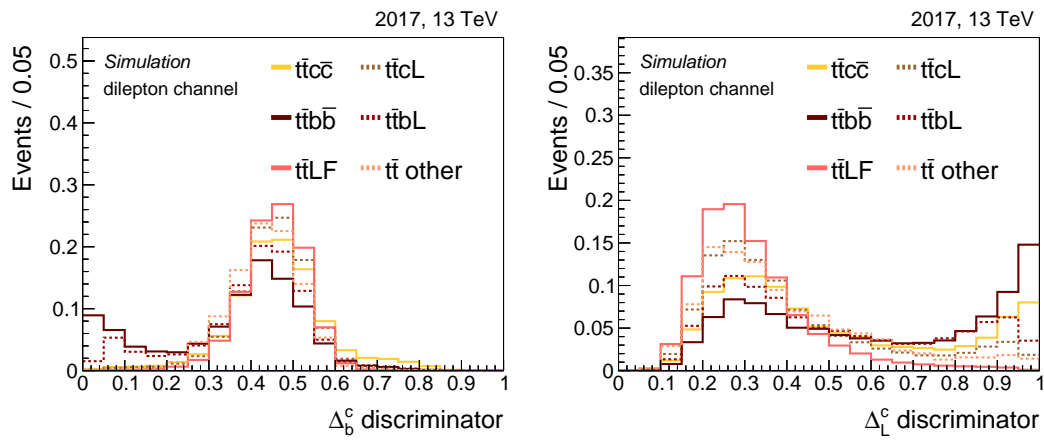 2017, 13 TeV
Events / 0.05
Simulation
dilepton channel
tt̄cc̄
tt̄cL
tt̄bb̄
tt̄bL
tt̄LF
tt̄ other
0.5
0.4
0.3
0.2
0.1
0
0 0.1 0.2 0.3 0.4 0.5 0.6 0.7 0.8 0.9 1
Δ_b^c discriminator
2017, 13 TeV
Events / 0.05
Simulation
dilepton channel
tt̄cc̄
tt̄cL
tt̄bb̄
tt̄bL
tt̄LF
tt̄ other
0.35
0.3
0.25
0.2
0.15
0.1
0.05
0
0 0.1 0.2 0.3 0.4 0.5 0.6 0.7 0.8 0.9 1
Δ_L^c discriminator